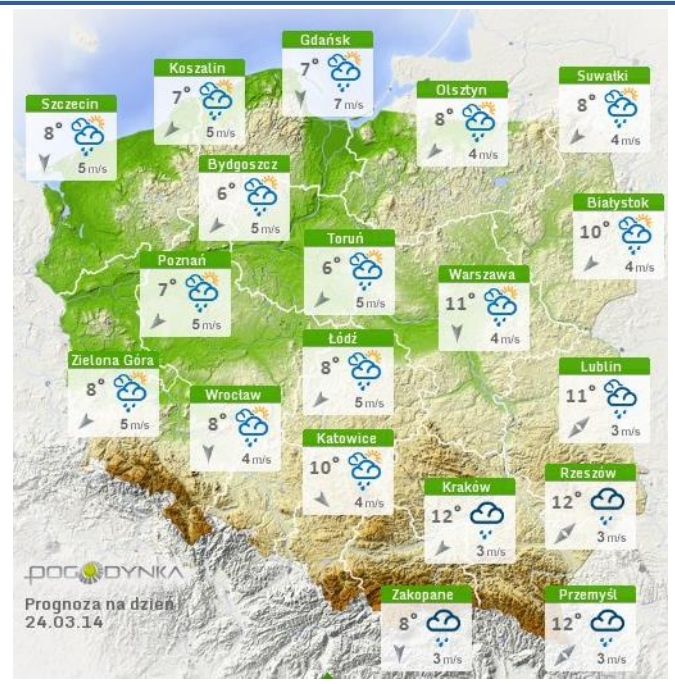 Gdańsk
7°
7 m/s
Koszalin
7°
5 m/s
Szczecin
8°
5 m/s
Olsztyn
8°
4 m/s
Suwałki
8°
4 m/s
Bydgoszcz
6°
5 m/s
Białystok
10°
4 m/s
Toruń
6°
5 m/s
Poznań
7°
5 m/s
Warszawa
11°
4 m/s
Łódź
8°
5 m/s
Zielona Góra
8°
5 m/s
Wrocław
8°
4 m/s
Lublin
11°
3 m/s
Katowice
10°
4 m/s
Kraków
12°
3 m/s
Rzeszów
12°
3 m/s
POGODYNKA
Prognoza na dzień
24.03.14
Zakopane
8°
3 m/s
Przemyśl
12°
3 m/s